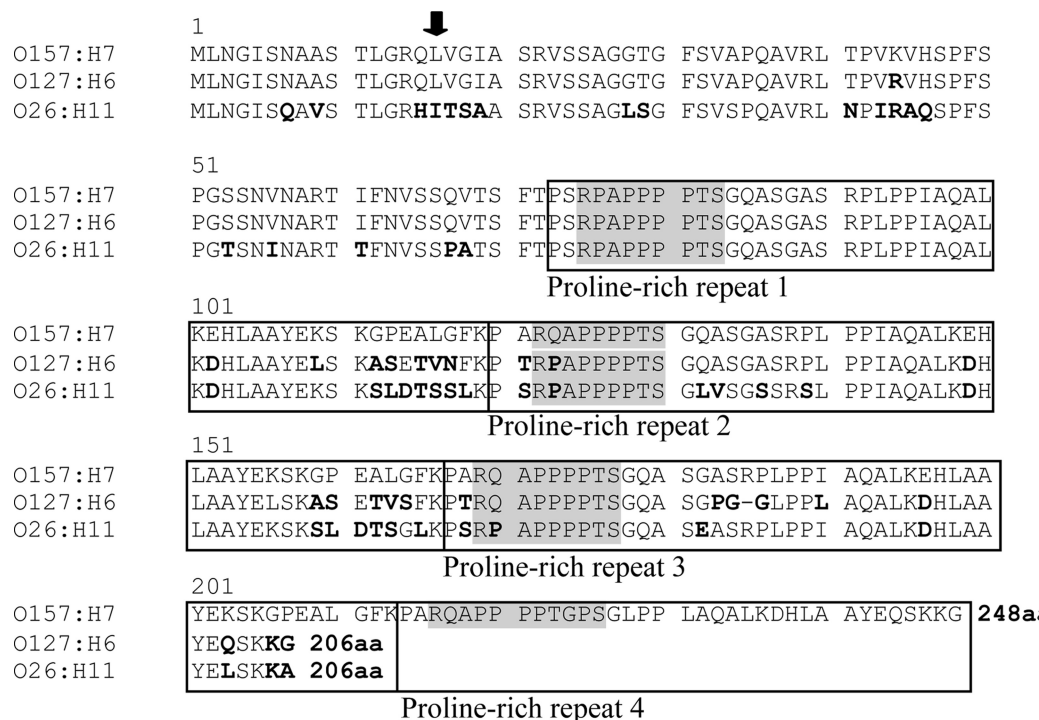 1
O157:H7 MLNGISNAAS TLGRQLVGIA SRVSSAGGTG FSVAPQAVRL TPVKVHSPFS
O127:H6 MLNGISNAAS TLGRQLVGIA SRVSSAGGTG FSVAPQAVRL TPVRVHSPFS
O26:H11 MLNGISQAVS TLGRHITSAA SRVSSAGLSG FSVSPQAVRL NPIRAQSPFS
51
O157:H7 PGSSNVNART IFNVSSQVTS FTPSRPAPPP PTSGQASGAS RPLPPIAQAL
O127:H6 PGSSNVNART IFNVSSQVTS FTPSRPAPPP PTSGQASGAS RPLPPIAQAL
O26:H11 PGTSNINART TFNVSSPATS FTPSRPAPPP PTSGQASGAS RPLPPIAQAL
Proline-rich repeat 1
101
O157:H7 KEHLAAYEKS KGPEALGFKP ARQAPPPPTS GQASGASRPL PPIAQALKEH
O127:H6 KDHLAAYELS KASETVNFKP TRPAPPPPTS GQASGASRPL PPIAQALKDH
O26:H11 KDHLAAYEKS KSLDTSSLKP SRPAPPPPTS GLVSGSSRSL PPIAQALKDH
Proline-rich repeat 2
151
O157:H7 LAAYEKSKGP EALGFKPARQ APPPPTSGQA SGASRPLPPI AQALKEHLAA
O127:H6 LAAYELSKAS ETVSFKPTRQ APPPPTSGQA SGPG-GLPPL AQALKDHLAA
O26:H11 LAAYEKSKSL DTSGLKPSRP APPPPTSGQA SEASRPLPPI AQALKDHLAA
Proline-rich repeat 3
201
O157:H7 YEKSKGPEAL GFKPARQAPP PPTGPSGLPP LAQALKDHLA AYEQSKKG 248a
O127:H6 YEQSKKG 206aa
O26:H11 YELSKKA 206aa
Proline-rich repeat 4